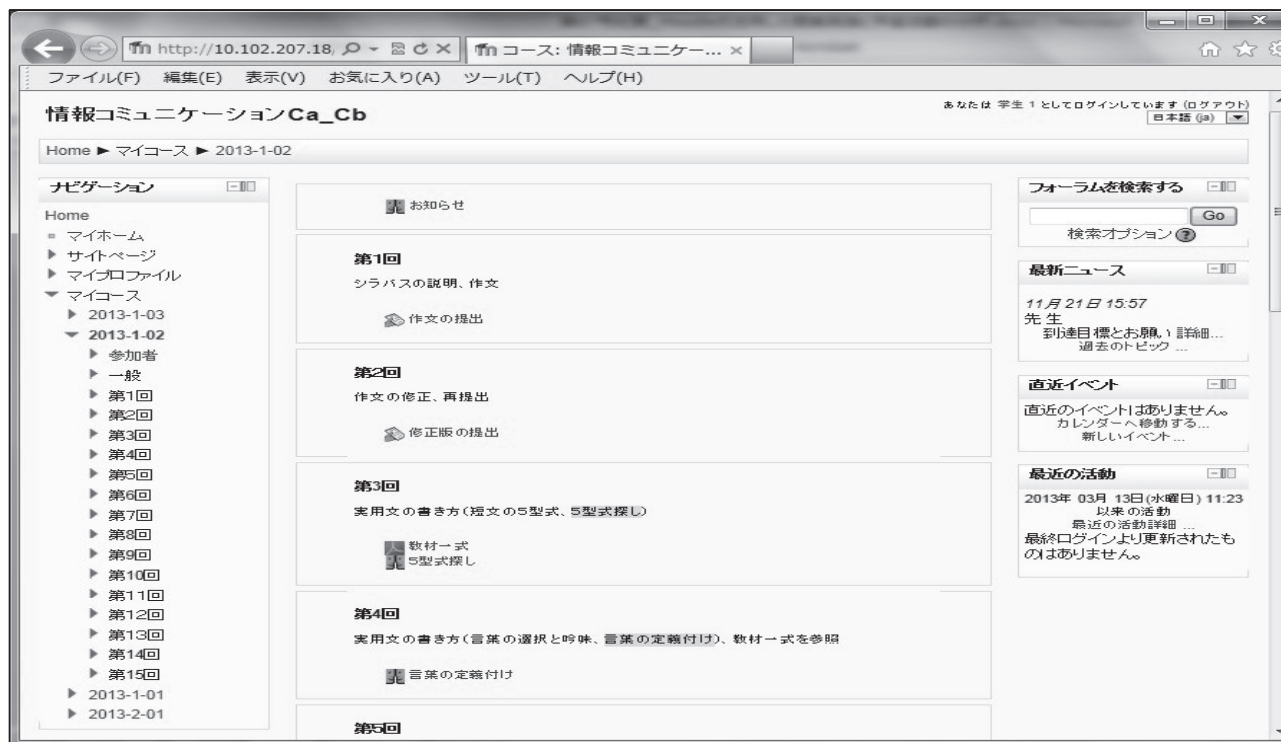 http://10.102.207.18/
コース: 情報コミュニケー... ×
ファイル(F) 編集(E) 表示(V) お気に入り(A) ツール(T) ヘルプ(H)
情報コミュニケーションCa_Cb
あなたは 学生 1 としてログインしています (ログアウト)
日本語 (ja)
Home ► マイコース ► 2013-1-02
ナビゲーション
Home
マイホーム
サイトページ
マイプロファイル
マイコース
2013-1-03
2013-1-02
参加者
一般
第1回
第2回
第3回
第4回
第5回
第6回
第7回
第8回
第9回
第10回
第11回
第12回
第13回
第14回
第15回
2013-1-01
2013-2-01
お知らせ
第1回
シラバスの説明、作文
作文の提出
第2回
作文の修正、再提出
修正版の提出
第3回
実用文の書き方(短文の5型式、5型式探し)
教材一式
5型式探し
第4回
実用文の書き方(言葉の選択と吟味、言葉の定義付け)、教材一式を参照
言葉の定義付け
第5回
フォーラムを検索する
Go
検索オプション
最新ニュース
11月 21日 15:57
先 生
到達目標とお願い 詳細...
過去のトピック ...
直近イベント
直近のイベントはありません。
カレンダーへ移動する...
新しいイベント...
最近の活動
2013年 03月 13日(水曜日) 11:23
以来の活動
最近の活動詳細 ...
最終ログインより更新されたも
のはありません。